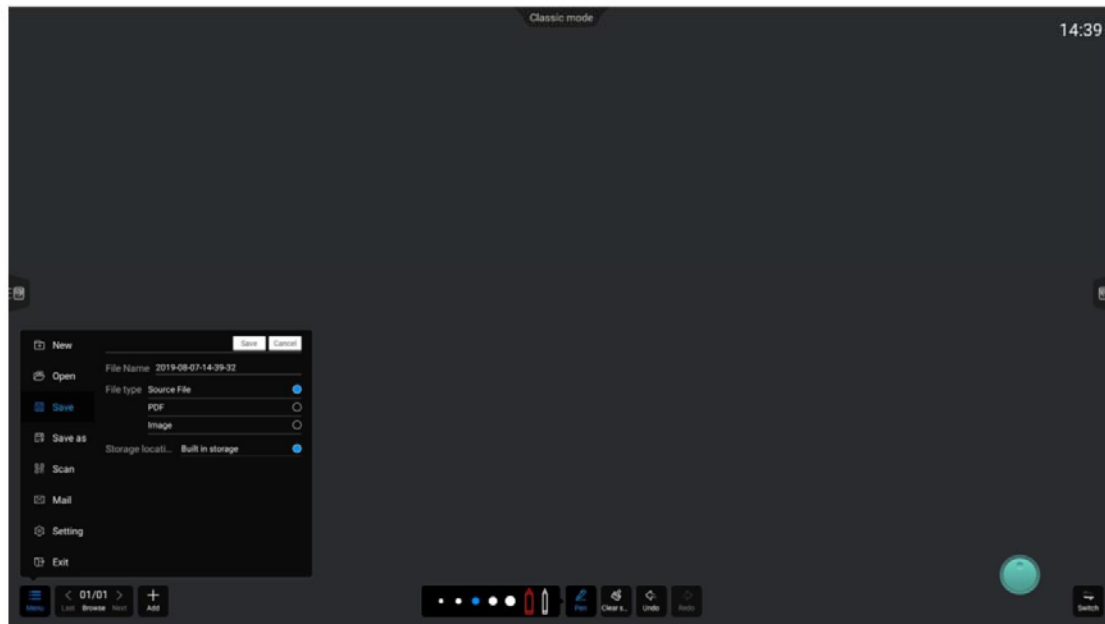 Classic mode
14:39
New
Save Cancel
File Name 2019-08-07-14-39-32
Open
File type Source File
Save
PDF
Image
Save as
Storage locati... Built in storage
Scan
Mail
Setting
Exit
01/01
Menu Last Browse Next Add
Pen Clear s... Undo Redo
Switch